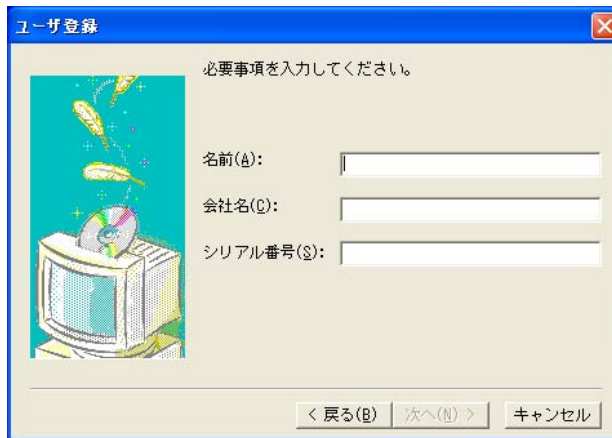 ユーザ登録
必要事項を入力してください。
名前(A):
会社名(C):
シリアル番号(S):
< 戻る(B) 次へ(N) > キャンセル